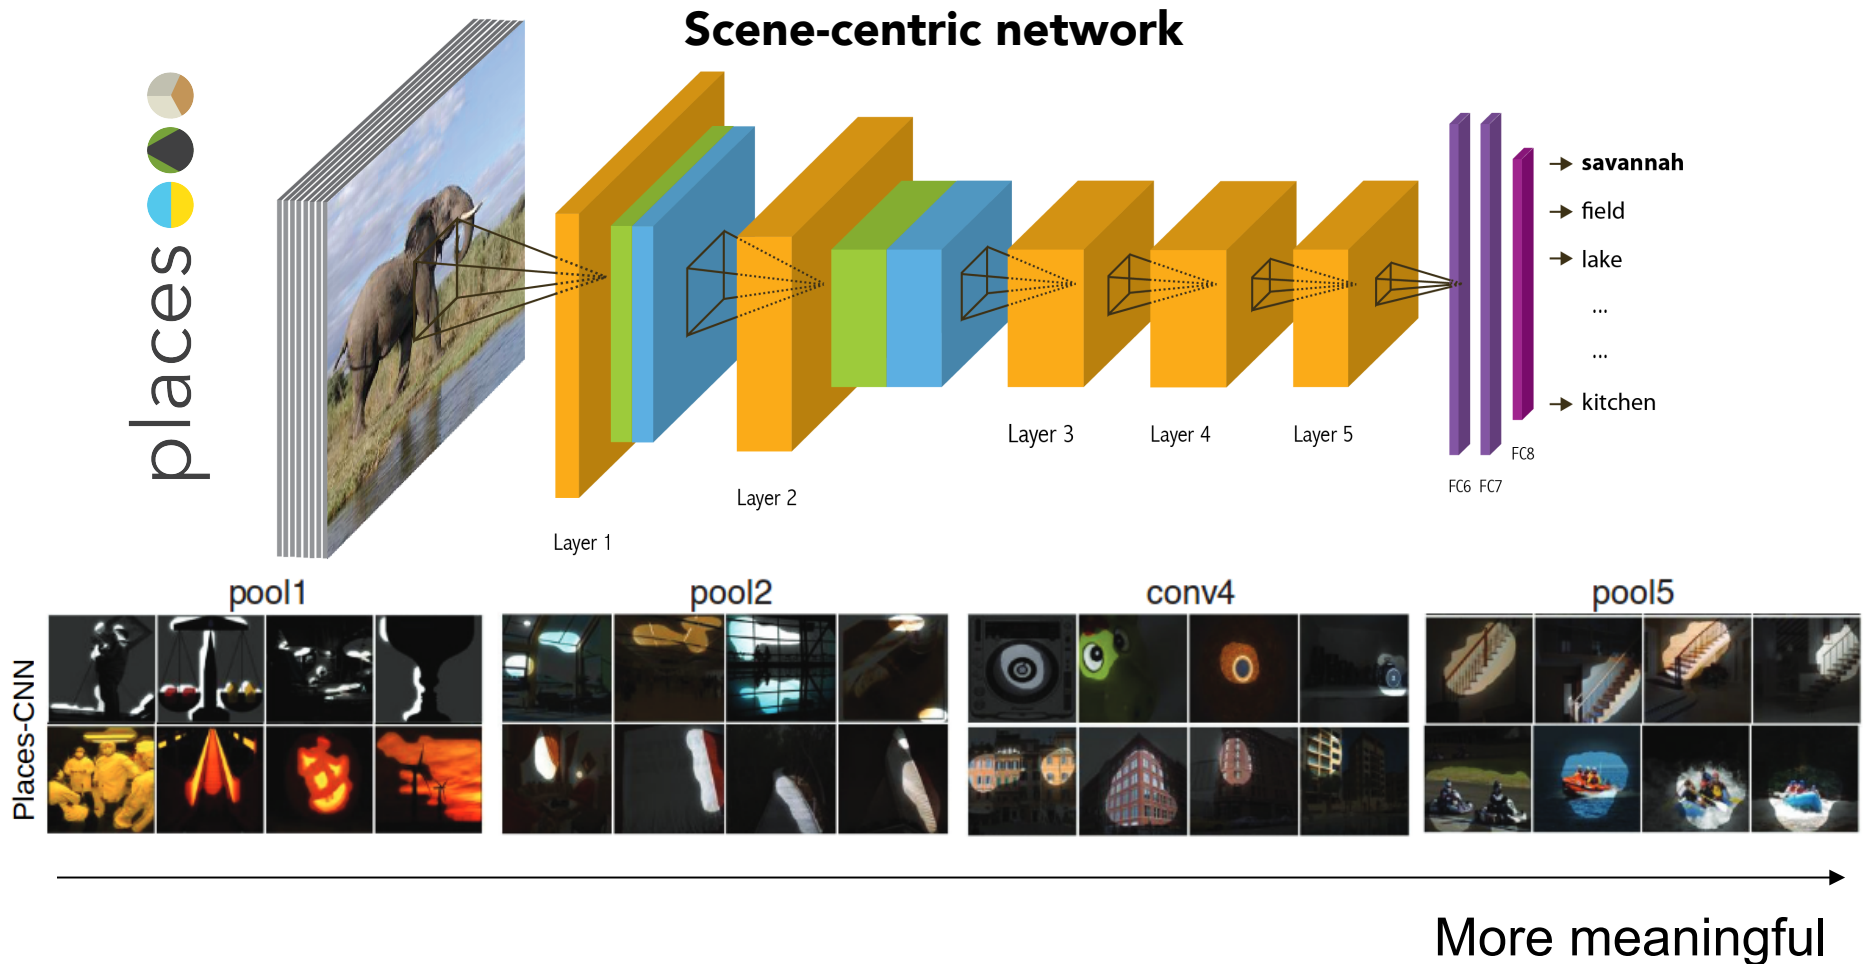 Scene-centric network
places
savannah
field
lake
...
...
kitchen
Layer 1
Layer 2
Layer 3
Layer 4
Layer 5
FC6
FC7
FC8
pool1
pool2
conv4
pool5
Places-CNN
More meaningful